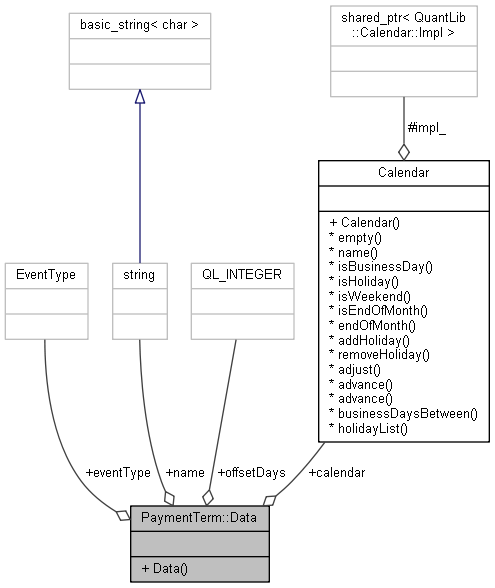 basic_string< char >
shared_ptr< QuantLib
::Calendar::Impl >
#impl_
Calendar
+ Calendar()
* empty()
* name()
* isBusinessDay()
* isHoliday()
* isWeekend()
* isEndOfMonth()
* endOfMonth()
* addHoliday()
* removeHoliday()
* adjust()
* advance()
* advance()
* businessDaysBetween()
* holidayList()
EventType
string
QL_INTEGER
+eventType
+name
+offsetDays
+calendar
PaymentTerm::Data
+ Data()